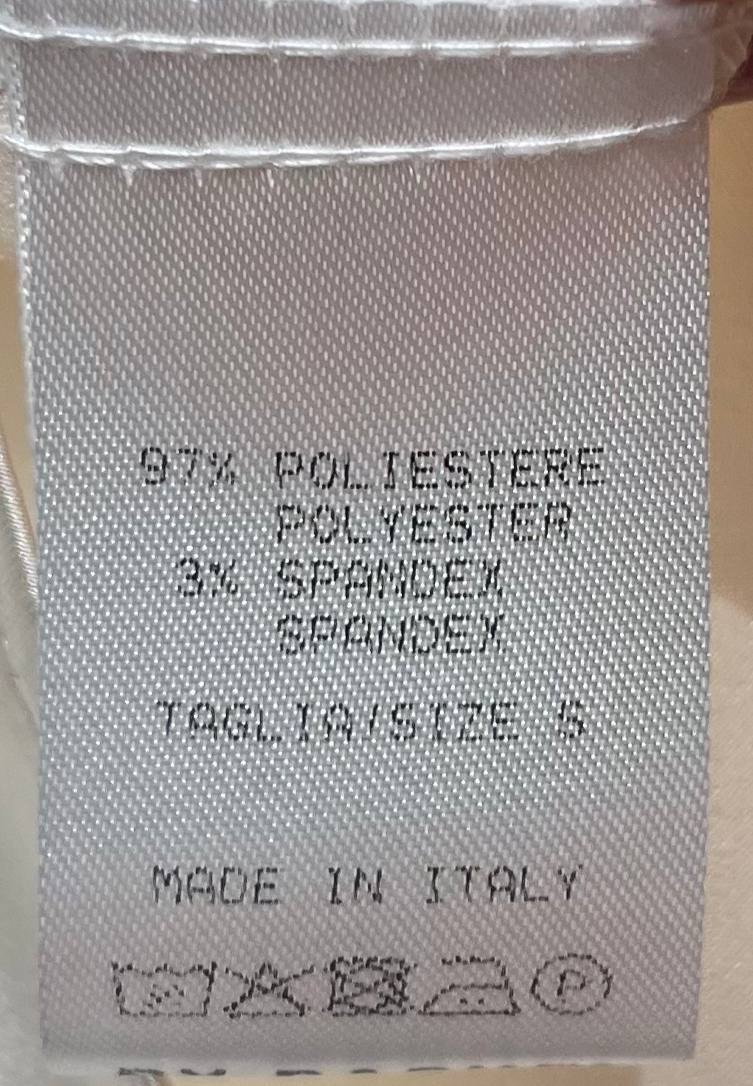 97% POLIESTERE
POLYESTER
3% SPANDEX
SPANDEX
TAGLIA/SIZE S
MADE IN ITALY
P